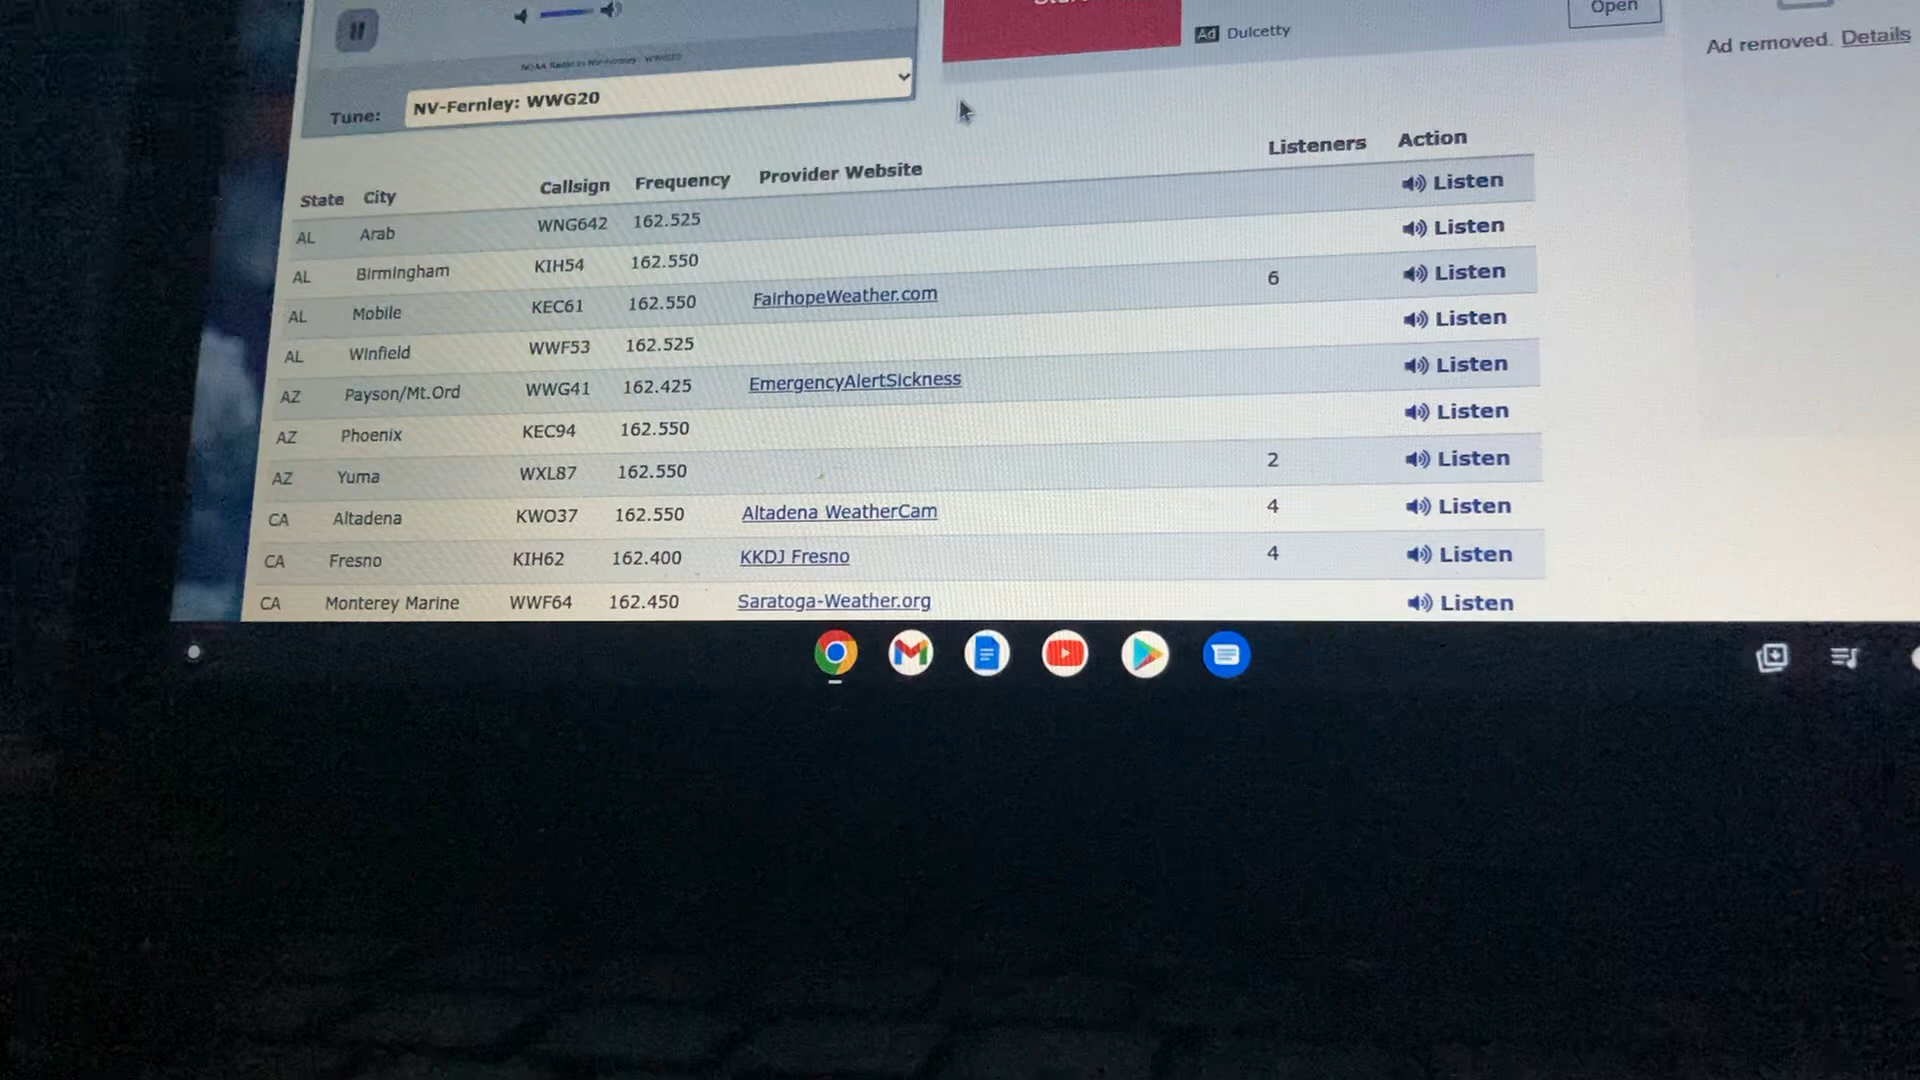 Open
Ad Dulcetty
Ad removed. Details
Tune: NV-Fernley: WWG20
State City Callsign Frequency Provider Website Listeners Action
AL Arab WNG642 162.525 Listen
AL Birmingham KIH54 162.550 Listen
AL Mobile KEC61 162.550 FairhopeWeather.com 6 Listen
AL Winfield WWF53 162.525 Listen
AZ Payson/Mt.Ord WWG41 162.425 EmergencyAlertSickness Listen
AZ Phoenix KEC94 162.550 Listen
AZ Yuma WXL87 162.550 2 Listen
CA Altadena KWO37 162.550 Altadena WeatherCam 4 Listen
CA Fresno KIH62 162.400 KKDJ Fresno 4 Listen
CA Monterey Marine WWF64 162.450 Saratoga-Weather.org Listen